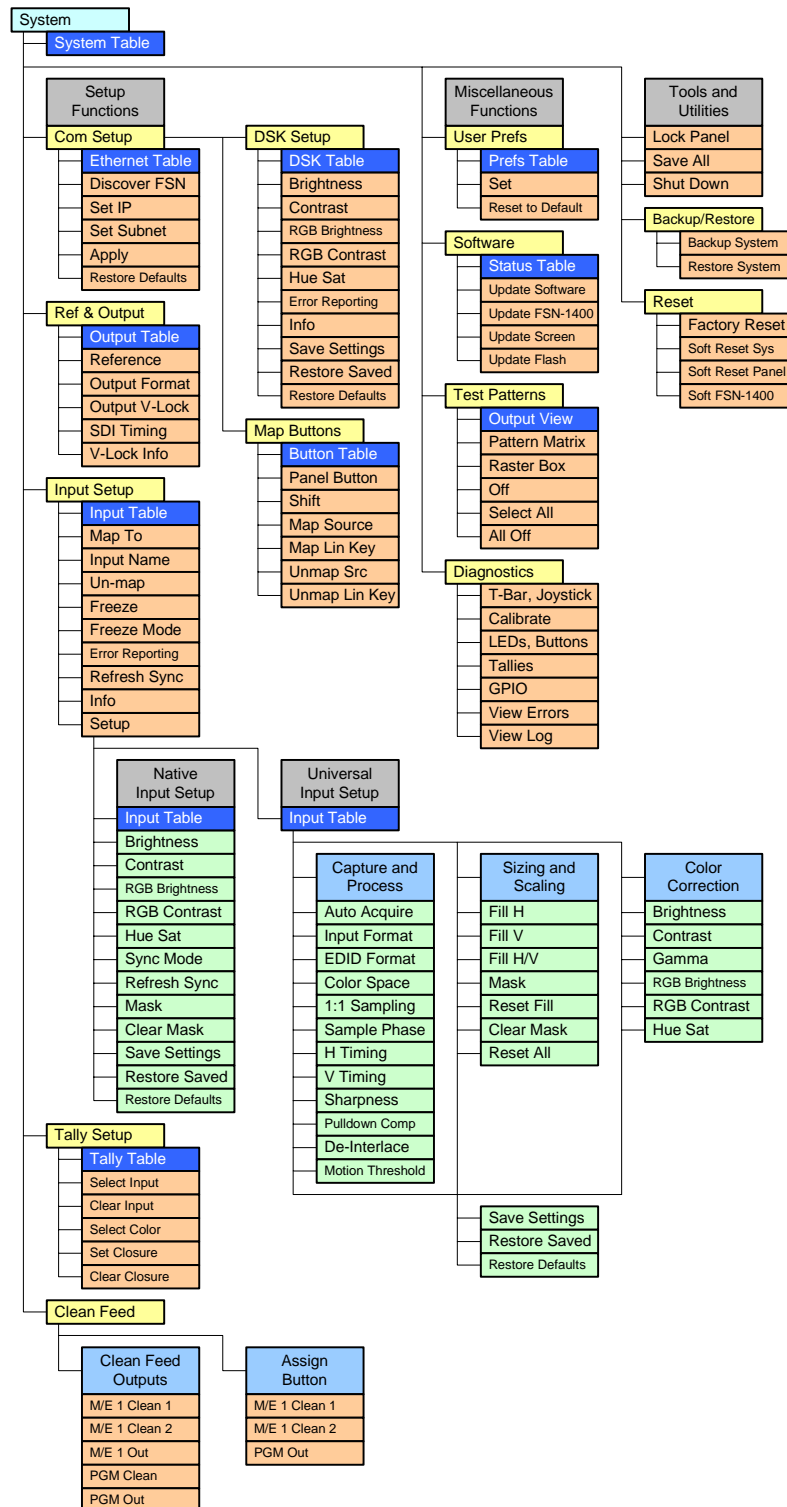 System
System Table
Setup
Functions
Com Setup
Ethernet Table
Discover FSN
Set IP
Set Subnet
Apply
Restore Defaults
Ref & Output
Output Table
Reference
Output Format
Output V-Lock
SDI Timing
V-Lock Info
Input Setup
Input Table
Map To
Input Name
Un-map
Freeze
Freeze Mode
Error Reporting
Refresh Sync
Info
Setup
DSK Setup
DSK Table
Brightness
Contrast
RGB Brightness
RGB Contrast
Hue Sat
Error Reporting
Info
Save Settings
Restore Saved
Restore Defaults
Map Buttons
Button Table
Panel Button
Shift
Map Source
Map Lin Key
Unmap Src
Unmap Lin Key
Miscellaneous
Functions
User Prefs
Prefs Table
Set
Reset to Default
Software
Status Table
Update Software
Update FSN-1400
Update Screen
Update Flash
Test Patterns
Output View
Pattern Matrix
Raster Box
Off
Select All
All Off
Diagnostics
T-Bar, Joystick
Calibrate
LEDs, Buttons
Tallies
GPIO
View Errors
View Log
Tools and
Utilities
Lock Panel
Save All
Shut Down
Backup/Restore
Backup System
Restore System
Reset
Factory Reset
Soft Reset Sys
Soft Reset Panel
Soft FSN-1400
Native
Input Setup
Input Table
Brightness
Contrast
RGB Brightness
RGB Contrast
Hue Sat
Sync Mode
Refresh Sync
Mask
Clear Mask
Save Settings
Restore Saved
Restore Defaults
Universal
Input Setup
Input Table
Capture and
Process
Auto Acquire
Input Format
EDID Format
Color Space
1:1 Sampling
Sample Phase
H Timing
V Timing
Sharpness
Pulldown Comp
De-Interlace
Motion Threshold
Sizing and
Scaling
Fill H
Fill V
Fill H/V
Mask
Reset Fill
Clear Mask
Reset All
Color
Correction
Brightness
Contrast
Gamma
RGB Brightness
RGB Contrast
Hue Sat
Save Settings
Restore Saved
Restore Defaults
Tally Setup
Tally Table
Select Input
Clear Input
Select Color
Set Closure
Clear Closure
Clean Feed
Clean Feed
Outputs
M/E 1 Clean 1
M/E 1 Clean 2
M/E 1 Out
PGM Clean
PGM Out
Assign
Button
M/E 1 Clean 1
M/E 1 Clean 2
PGM Out